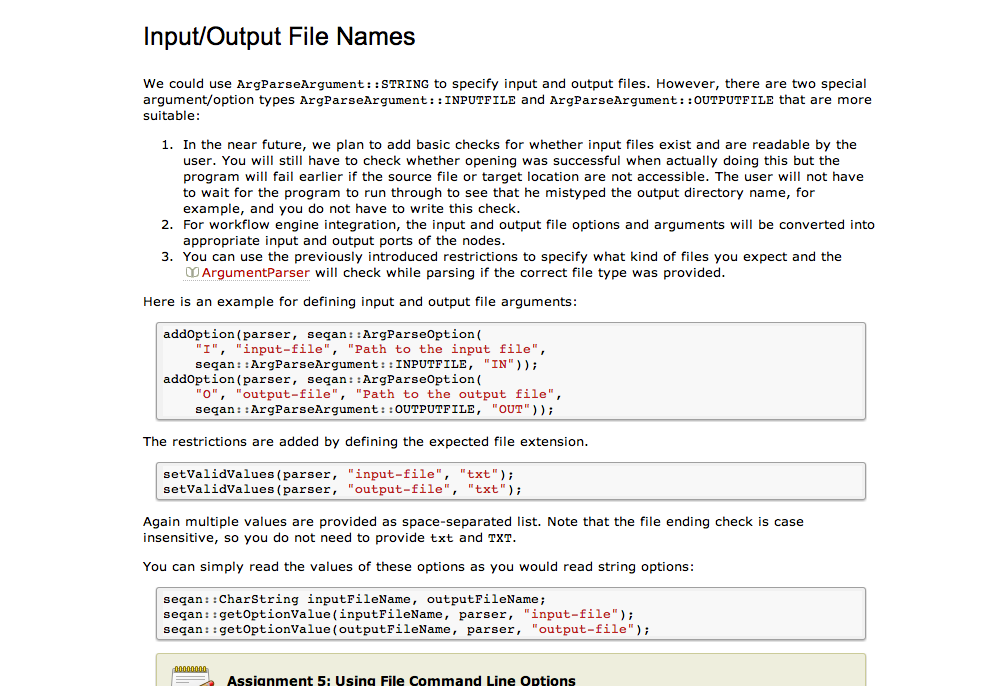 Input/Output File Names
We could use ArgParseArgument::STRING to specify input and output files. However, there are two special
argument/option types ArgParseArgument::INPUTFILE and ArgParseArgument::OUTPUTFILE that are more
suitable:
1. In the near future, we plan to add basic checks for whether input files exist and are readable by the
user. You will still have to check whether opening was successful when actually doing this but the
program will fail earlier if the source file or target location are not accessible. The user will not have
to wait for the program to run through to see that he mistyped the output directory name, for
example, and you do not have to write this check.
2. For workflow engine integration, the input and output file options and arguments will be converted into
appropriate input and output ports of the nodes.
3. You can use the previously introduced restrictions to specify what kind of files you expect and the
ArgumentParser will check while parsing if the correct file type was provided.
Here is an example for defining input and output file arguments:
addOption(parser, seqan::ArgParseOption(
    "I", "input-file", "Path to the input file",
    seqan::ArgParseArgument::INPUTFILE, "IN"));
addOption(parser, seqan::ArgParseOption(
    "O", "output-file", "Path to the output file",
    seqan::ArgParseArgument::OUTPUTFILE, "OUT"));
The restrictions are added by defining the expected file extension.
setValidValues(parser, "input-file", "txt");
setValidValues(parser, "output-file", "txt");
Again multiple values are provided as space-separated list. Note that the file ending check is case
insensitive, so you do not need to provide txt and TXT.
You can simply read the values of these options as you would read string options:
seqan::CharString inputFileName, outputFileName;
seqan::getOptionValue(inputFileName, parser, "input-file");
seqan::getOptionValue(outputFileName, parser, "output-file");
Assignment 5: Using File Command Line Options